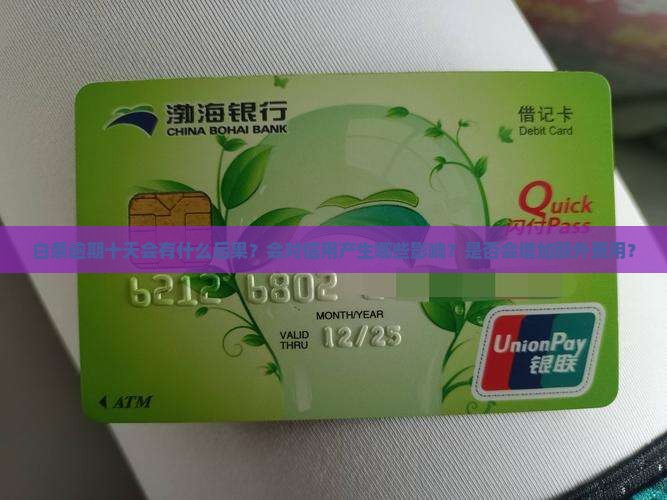 渤海银行
CHINA BOHAI BANK
借记卡
Debit Card
Quick
闪付Pass
白条逾期十天会有什么后果？会对信用产生哪些影响？是否会增加额外费用？
6212 6802
MONTH/YEAR
VALID
THRU 12/25
UnionPay
银联
ATM